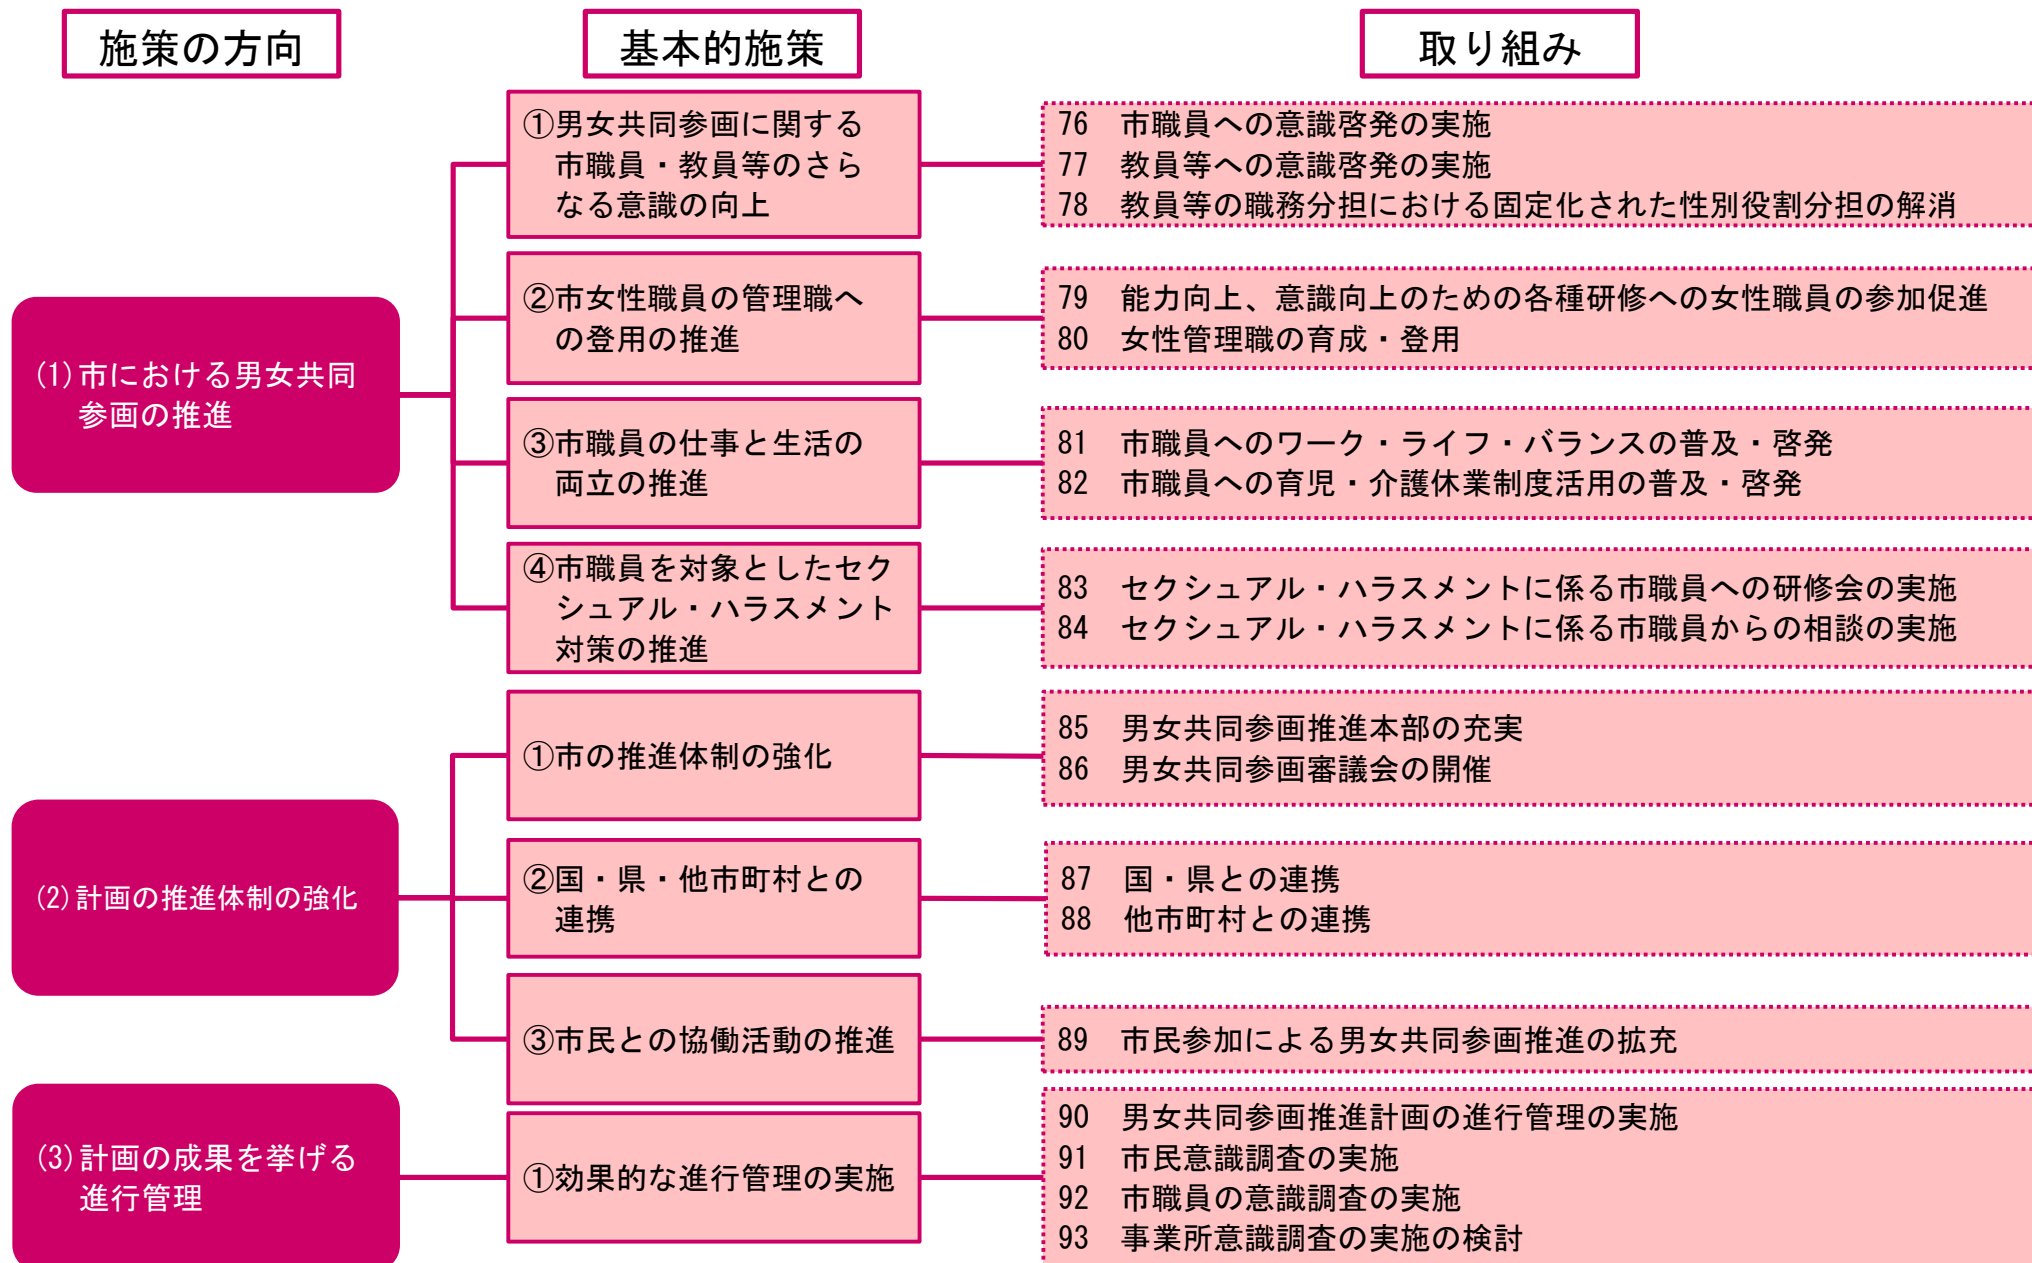 施策の方向
基本的施策
取り組み
(1)市における男女共同
参画の推進
①男女共同参画に関する
市職員・教員等のさら
なる意識の向上
76 市職員への意識啓発の実施
77 教員等への意識啓発の実施
78 教員等の職務分担における固定化された性別役割分担の解消
②市女性職員の管理職へ
の登用の推進
79 能力向上、意識向上のための各種研修への女性職員の参加促進
80 女性管理職の育成・登用
③市職員の仕事と生活の
両立の推進
81 市職員へのワーク・ライフ・バランスの普及・啓発
82 市職員への育児・介護休業制度活用の普及・啓発
④市職員を対象としたセク
シュアル・ハラスメント
対策の推進
83 セクシュアル・ハラスメントに係る市職員への研修会の実施
84 セクシュアル・ハラスメントに係る市職員からの相談の実施
(2)計画の推進体制の強化
①市の推進体制の強化
85 男女共同参画推進本部の充実
86 男女共同参画審議会の開催
②国・県・他市町村との
連携
87 国・県との連携
88 他市町村との連携
③市民との協働活動の推進
89 市民参加による男女共同参画推進の拡充
(3)計画の成果を挙げる
進行管理
①効果的な進行管理の実施
90 男女共同参画推進計画の進行管理の実施
91 市民意識調査の実施
92 市職員の意識調査の実施
93 事業所意識調査の実施の検討